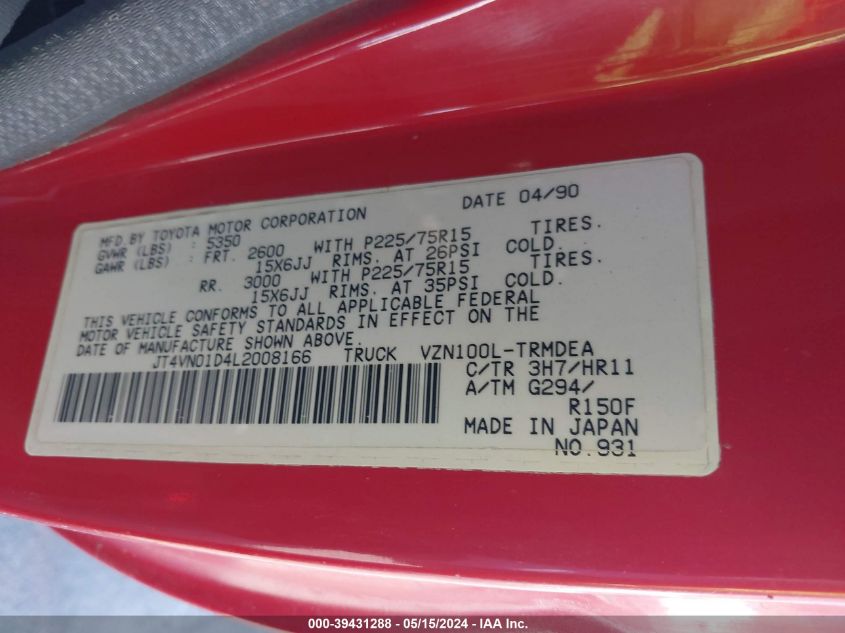 MFD BY TOYOTA MOTOR CORPORATION DATE 04/90
GVWR (LBS) : 5350
GAWR (LBS) : FRT. 2600 WITH P225/75R15 TIRES.
15X6JJ RIMS. AT 26PSI COLD.
RR. 3000 WITH P225/75R15 TIRES.
15X6JJ RIMS. AT 35PSI COLD.
THIS VEHICLE CONFORMS TO ALL APPLICABLE FEDERAL
MOTOR VEHICLE SAFETY STANDARDS IN EFFECT ON THE
DATE OF MANUFACTURE SHOWN ABOVE.
JT4VN01D4L2008166 TRUCK VZN100L-TRMDEA
C/TR 3H7/HR11
A/TM G294/
R150F
MADE IN JAPAN
NO.931
000-39431288 - 05/15/2024 - IAA Inc.